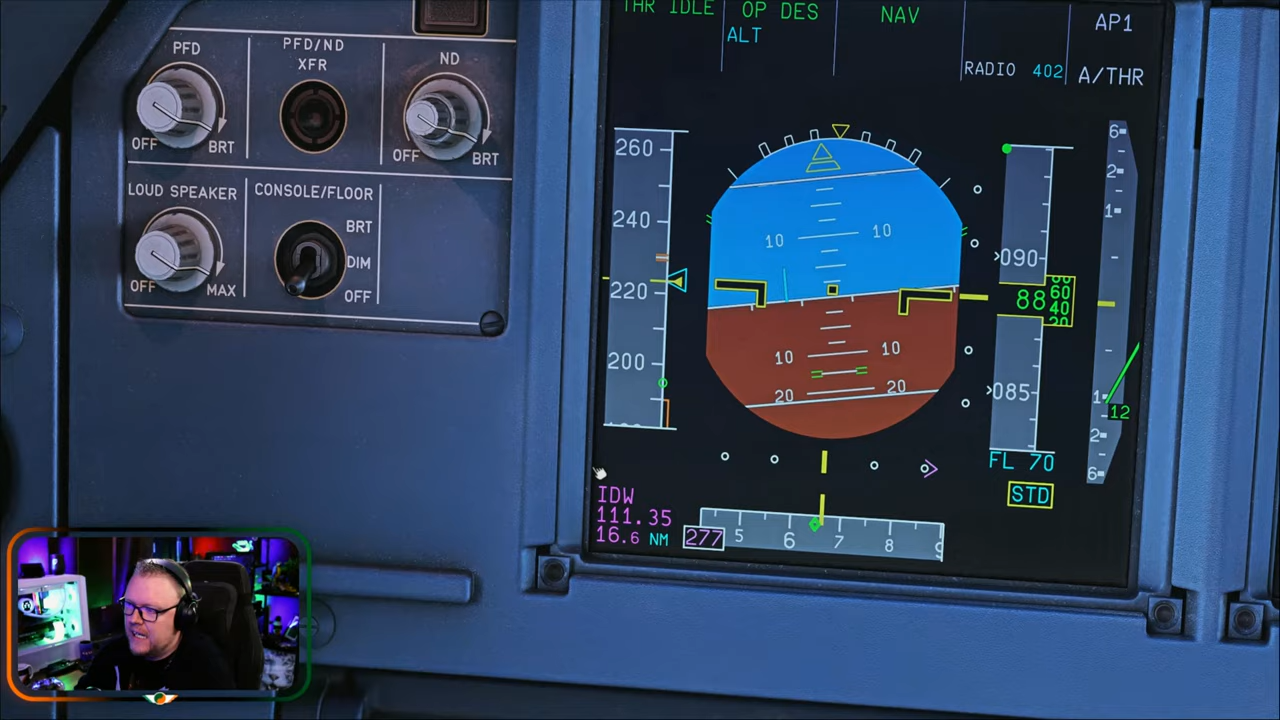 PFD
PFD/ND
XFR
ND
OFF
BRT
OFF
BRT
LOUD SPEAKER
CONSOLE/FLOOR
BRT
DIM
OFF
OFF
MAX
THR IDLE
OP DES
NAV
AP1
ALT
RADIO 402
A/THR
260
240
220
200
10 10
10 10
20 20
090
88
80
60
40
20
085
FL 70
STD
6
2
1
1
2
6
12
IDW
111.35
16.6 NM
277
5 6 7 8